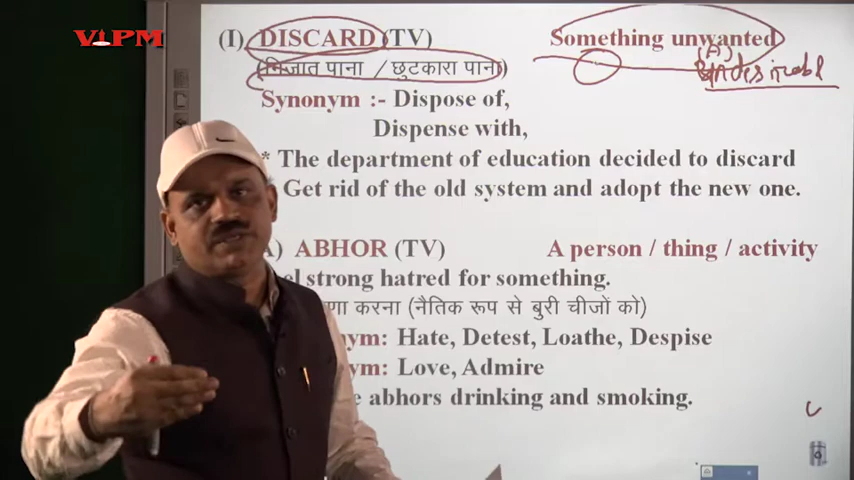 VIPM
(I) DISCARD (TV) Something unwanted
(A)
(निजात पाना / छुटकारा पाना)
Synonym :- Dispose of,
Dispense with,
* The department of education decided to discard
* Get rid of the old system and adopt the new one.
A) ABHOR (TV) A person / thing / activity
el strong hatred for something.
णा करना (नैतिक रूप से बुरी चीजों को)
nym: Hate, Detest, Loathe, Despise
ym: Love, Admire
e abhors drinking and smoking.